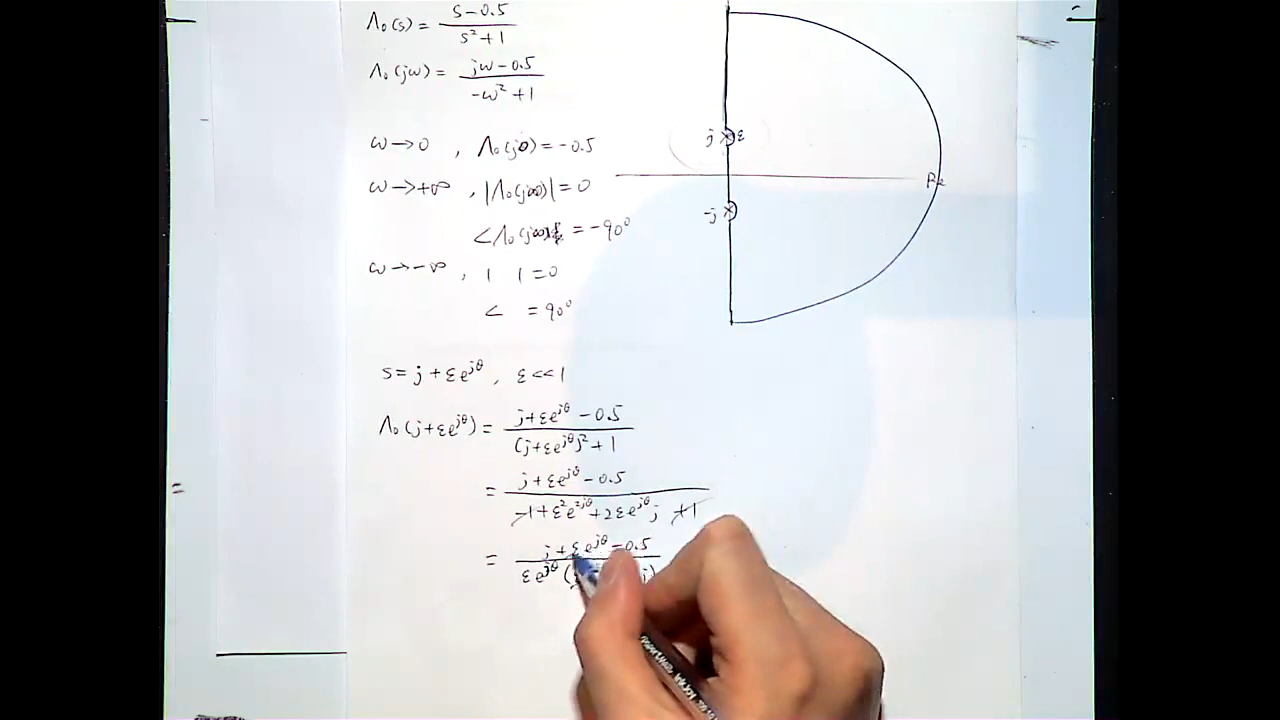 Λ₀(s) = (s-0.5)/(s²+1)
Λ₀(jω) = (jω-0.5)/(-ω²+1)
ω→0 , Λ₀(j0) = -0.5
ω→+∞ , |Λ₀(j∞)| = 0
<Λ₀(j∞) = -90°
ω→-∞ , | | = 0
< = 90°
j ε
Re
-j
s = j + εe^{jθ} , ε<<1
Λ₀(j+εe^{jθ}) = (j+εe^{jθ} - 0.5)/((j+εe^{jθ})² + 1)
= (j+εe^{jθ} - 0.5)/(-1+ε²e^{2jθ}+2εe^{jθ}j +1)
= (j+εe^{jθ} - 0.5)/(εe^{jθ}( j)